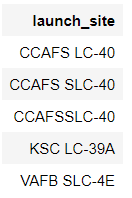 launch_site
CCAFS LC-40
CCAFS SLC-40
CCAFSSLC-40
KSC LC-39A
VAFB SLC-4E